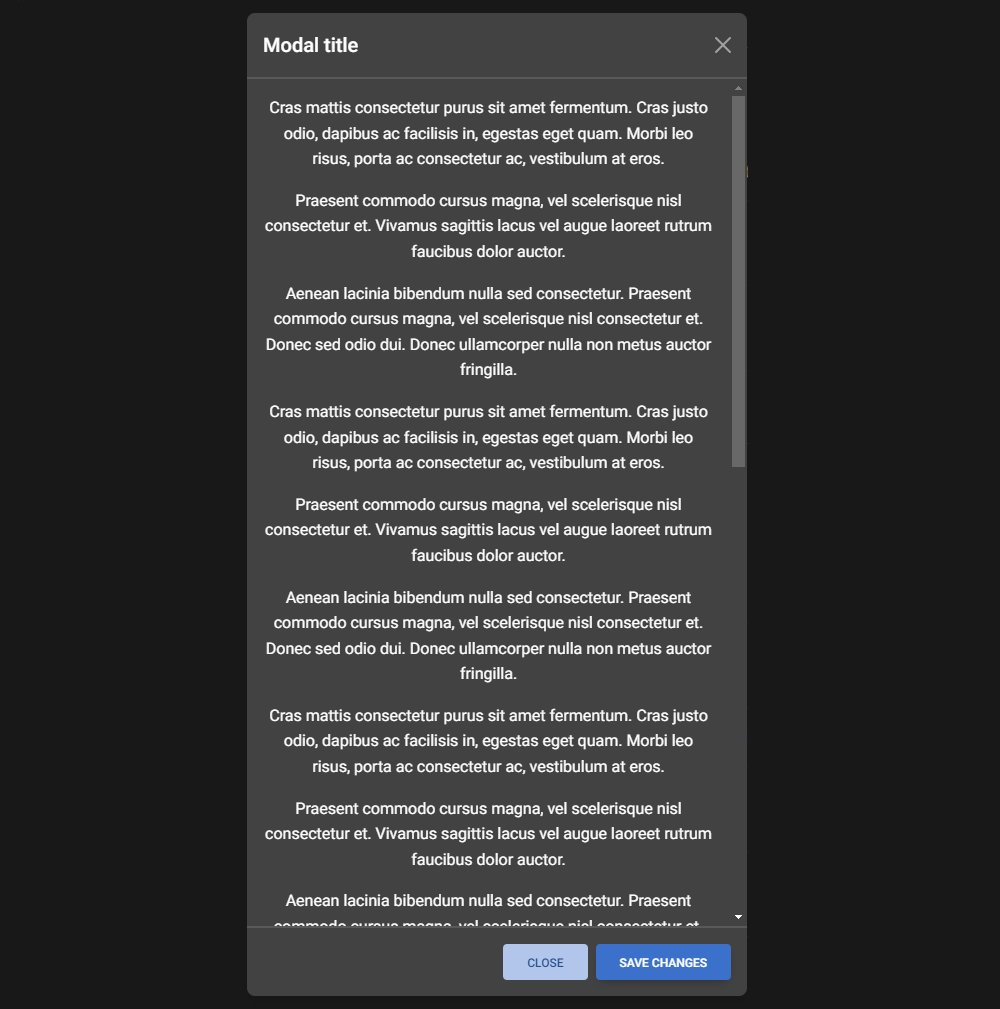 Modal title
Cras mattis consectetur purus sit amet fermentum. Cras justo
odio, dapibus ac facilisis in, egestas eget quam. Morbi leo
risus, porta ac consectetur ac, vestibulum at eros.
Praesent commodo cursus magna, vel scelerisque nisl
consectetur et. Vivamus sagittis lacus vel augue laoreet rutrum
faucibus dolor auctor.
Aenean lacinia bibendum nulla sed consectetur. Praesent
commodo cursus magna, vel scelerisque nisl consectetur et.
Donec sed odio dui. Donec ullamcorper nulla non metus auctor
fringilla.
Cras mattis consectetur purus sit amet fermentum. Cras justo
odio, dapibus ac facilisis in, egestas eget quam. Morbi leo
risus, porta ac consectetur ac, vestibulum at eros.
Praesent commodo cursus magna, vel scelerisque nisl
consectetur et. Vivamus sagittis lacus vel augue laoreet rutrum
faucibus dolor auctor.
Aenean lacinia bibendum nulla sed consectetur. Praesent
commodo cursus magna, vel scelerisque nisl consectetur et.
Donec sed odio dui. Donec ullamcorper nulla non metus auctor
fringilla.
Cras mattis consectetur purus sit amet fermentum. Cras justo
odio, dapibus ac facilisis in, egestas eget quam. Morbi leo
risus, porta ac consectetur ac, vestibulum at eros.
Praesent commodo cursus magna, vel scelerisque nisl
consectetur et. Vivamus sagittis lacus vel augue laoreet rutrum
faucibus dolor auctor.
Aenean lacinia bibendum nulla sed consectetur. Praesent
commodo cursus magna, vel scelerisque nisl consectetur et.
CLOSE
SAVE CHANGES